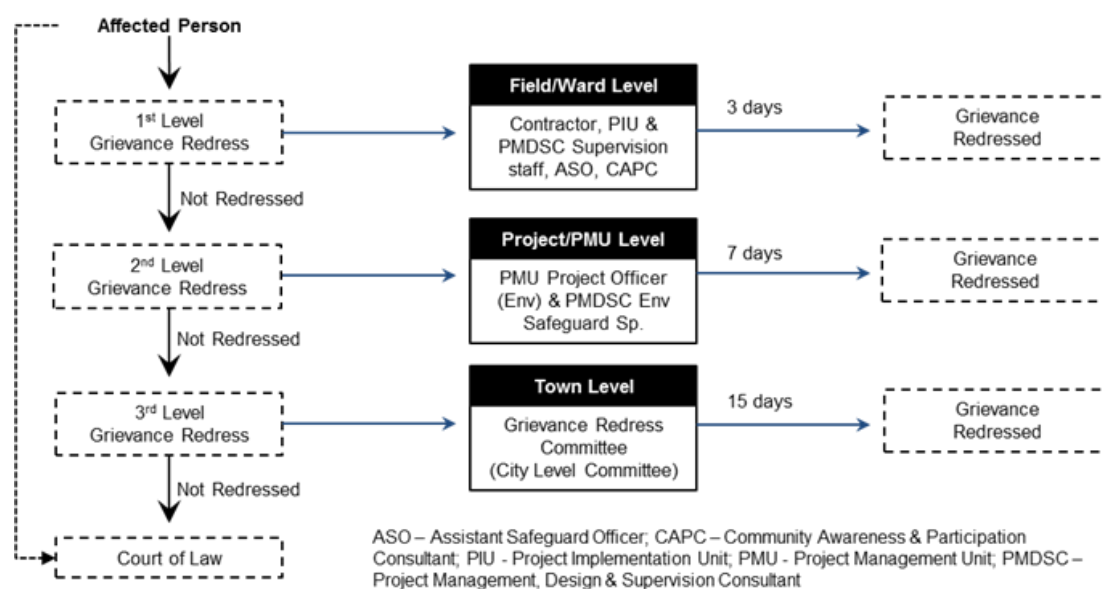 Affected Person
1st Level
Grievance Redress
Field/Ward Level
Contractor, PIU &
PMDSC Supervision
staff, ASO, CAPC
3 days
Grievance
Redressed
Not Redressed
2nd Level
Grievance Redress
Project/PMU Level
PMU Project Officer
(Env) & PMDSC Env
Safeguard Sp.
7 days
Grievance
Redressed
Not Redressed
3rd Level
Grievance Redress
Town Level
Grievance Redress
Committee
(City Level Committee)
15 days
Grievance
Redressed
Not Redressed
Court of Law
ASO – Assistant Safeguard Officer; CAPC – Community Awareness & Participation
Consultant; PIU - Project Implementation Unit; PMU - Project Management Unit; PMDSC –
Project Management, Design & Supervision Consultant